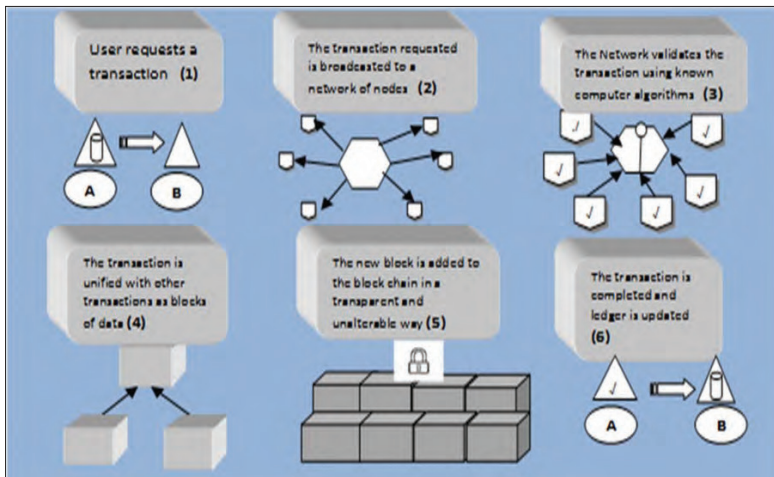 User requests a
transaction (1)
The transaction requested
is broadcasted to a
network of nodes (2)
The Network validates the
transaction using known
computer algorithms (3)
A
B
The transaction is
unified with other
transactions as blocks
of data (4)
The new block is added to
the block chain in a
transparent and
unalterable way (5)
The transaction is
completed and
ledger is updated
(6)
A
B